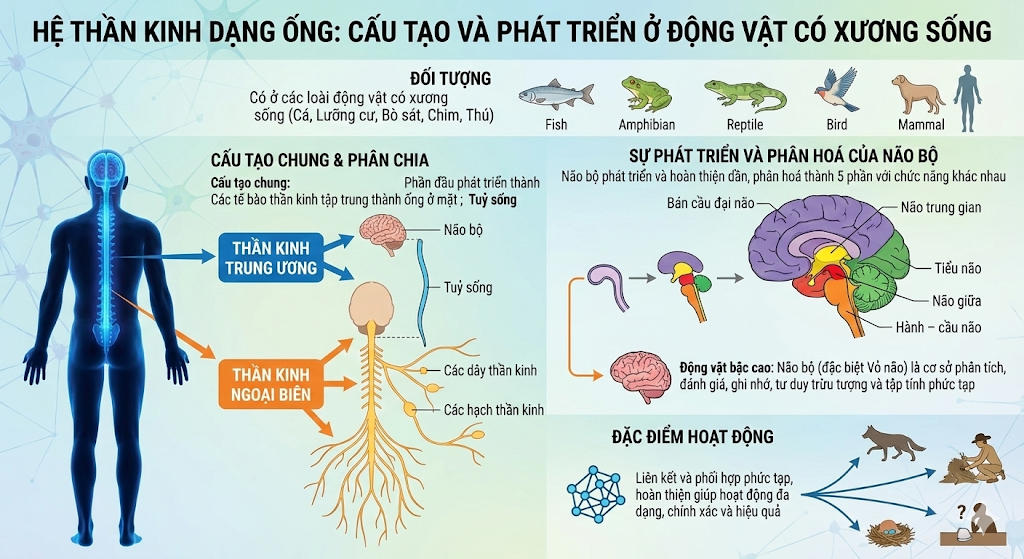 HỆ THẦN KINH DẠNG ỐNG: CẤU TẠO VÀ PHÁT TRIỂN Ở ĐỘNG VẬT CÓ XƯƠNG SỐNG
ĐỐI TƯỢNG
Có ở các loài động vật có xương
sống (Cá, Lưỡng cư, Bò sát, Chim, Thú)
Fish
Amphibian
Reptile
Bird
Mammal
CẤU TẠO CHUNG & PHÂN CHIA
Cấu tạo chung: Phần đầu phát triển thành
Các tế bào thần kinh tập trung thành ống ở mặt ; Tuỷ sống
THẦN KINH
TRUNG ƯƠNG
Não bộ
Tuỷ sống
THẦN KINH
NGOẠI BIÊN
Các dây thần kinh
Các hạch thần kinh
SỰ PHÁT TRIỂN VÀ PHÂN HOÁ CỦA NÃO BỘ
Não bộ phát triển và hoàn thiện dần, phân hoá thành 5 phần với chức năng khác nhau
Bán cầu đại não
Não trung gian
Tiểu não
Não giữa
Hành – cầu não
Động vật bậc cao: Não bộ (đặc biệt Vỏ não) là cơ sở phân tích,
đánh giá, ghi nhớ, tư duy trừu tượng và tập tính phức tạp
ĐẶC ĐIỂM HOẠT ĐỘNG
Liên kết và phối hợp phức tạp,
hoàn thiện giúp hoạt động đa
dạng, chính xác và hiệu quả
?